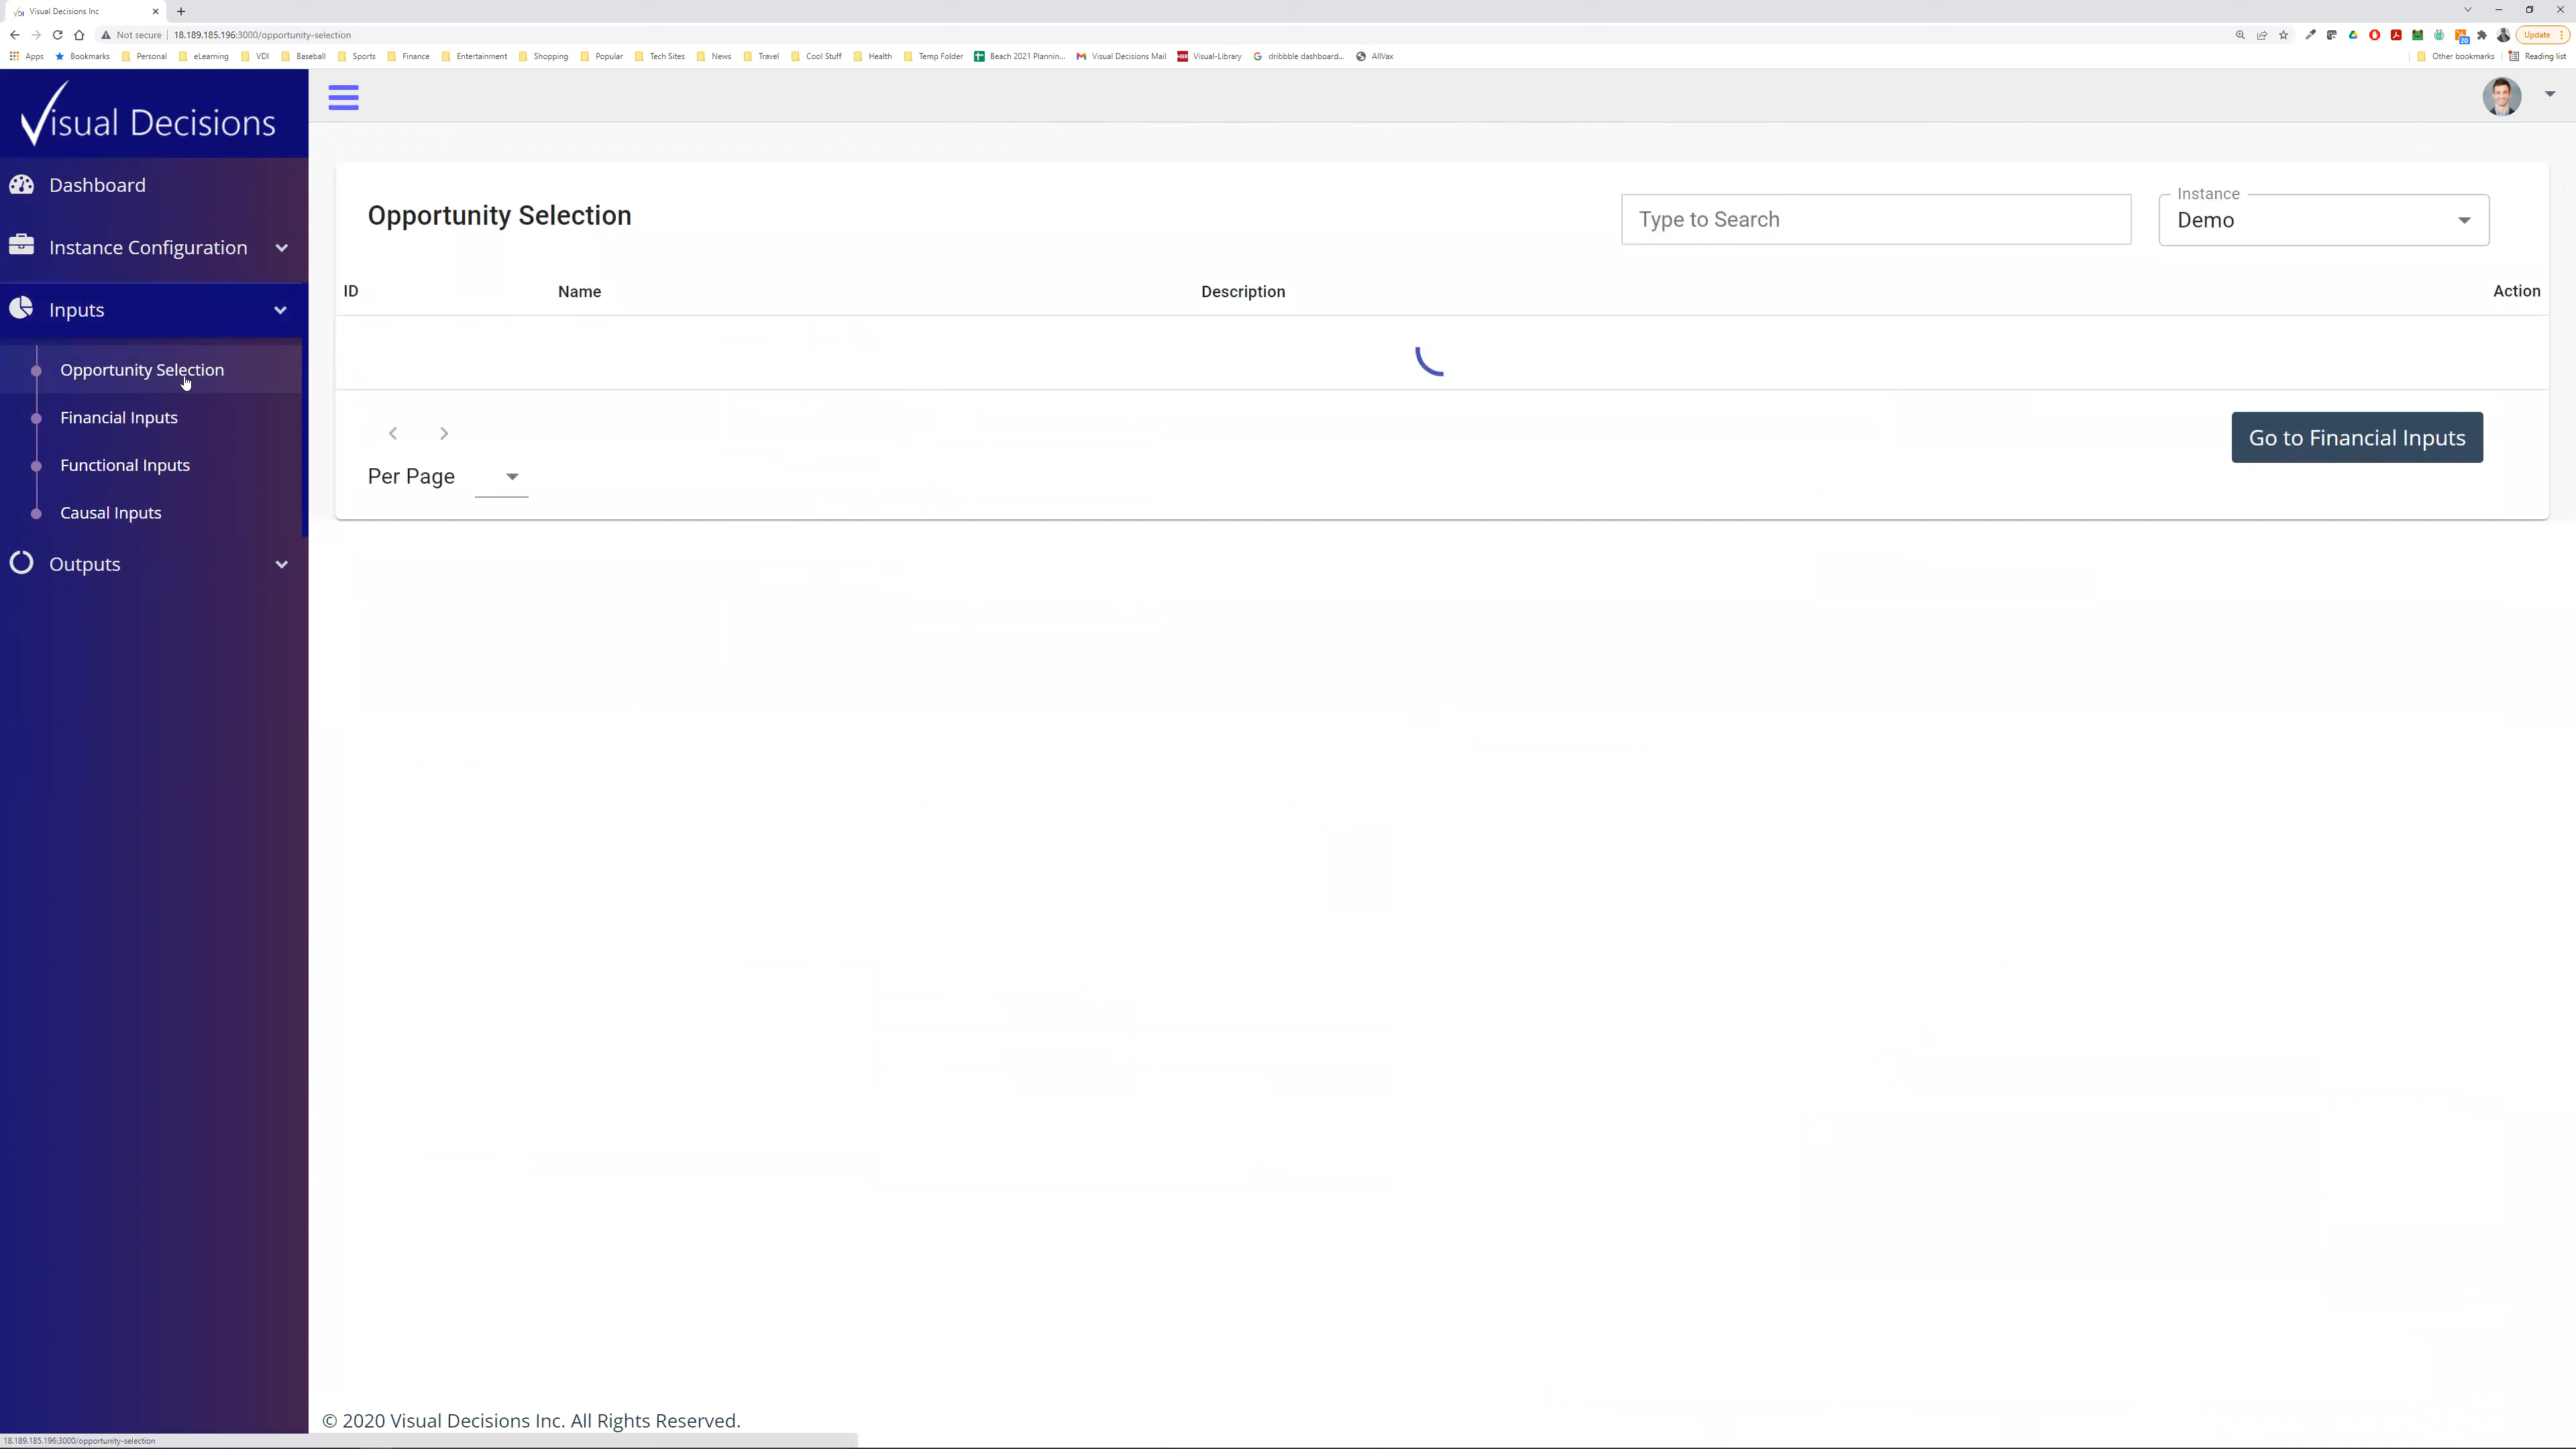 Visual Decisions Inc
Not secure 18.189.185.196:3000/opportunity-selection Update
Apps Bookmarks Personal eLearning VDI Baseball Sports Finance Entertainment Shopping Popular Tech Sites News Travel Cool Stuff Health Temp Folder Beach 2021 Plannin... Visual Decisions Mail Visual-Library dribbble dashboard... AllVax Other bookmarks Reading list
Visual Decisions
Dashboard
Instance Configuration
Inputs
Opportunity Selection
Financial Inputs
Functional Inputs
Causal Inputs
Outputs
Opportunity Selection
Type to Search
Instance
Demo
ID Name Description Action
Go to Financial Inputs
Per Page
© 2020 Visual Decisions Inc. All Rights Reserved.
18.189.185.196:3000/opportunity-selection